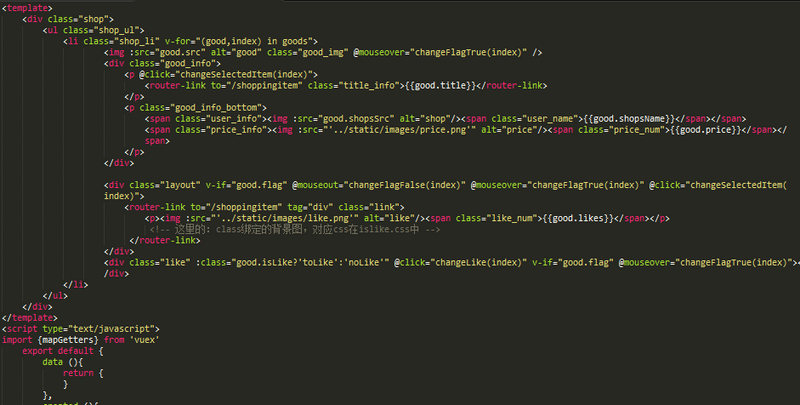 <template>
<div class="shop">
<ul class="shop_ul">
<li class="shop_li" v-for="(good,index) in goods">
<img :src="good.src" alt="good" class="good_img" @mouseover="changeFlagTrue(index)" />
<div class="good_info">
<p @click="changeSelectedItem(index)">
<router-link to="/shoppingitem" class="title_info">{{good.title}}</router-link>
</p>
<p class="good_info_bottom">
<span class="user_info"><img :src="good.shopsSrc" alt="shop"/><span class="user_name">{{good.shopsName}}</span></span>
<span class="price_info"><img :src="'../static/images/price.png'" alt="price"/><span class="price_num">{{good.price}}</span></
span>
</p>
</div>
<div class="layout" v-if="good.flag" @mouseout="changeFlagFalse(index)" @mouseover="changeFlagTrue(index)" @click="changeSelectedItem(
index)">
<router-link to="/shoppingitem" tag="div" class="link">
<p><img :src="'../static/images/like.png'" alt="like"/><span class="like_num">{{good.likes}}</span></p>
<!-- 这里的：class绑定的背景图，对应css在islike.css中 -->
</router-link>
</div>
<div class="like" :class="good.isLike?'toLike':'noLike'" @click="changeLike(index)" v-if="good.flag" @mouseover="changeFlagTrue(index)"><
/div>
</li>
</ul>
</div>
</template>
<script type="text/javascript">
import {mapGetters} from 'vuex'
export default {
data (){
return {
}
},
created (){